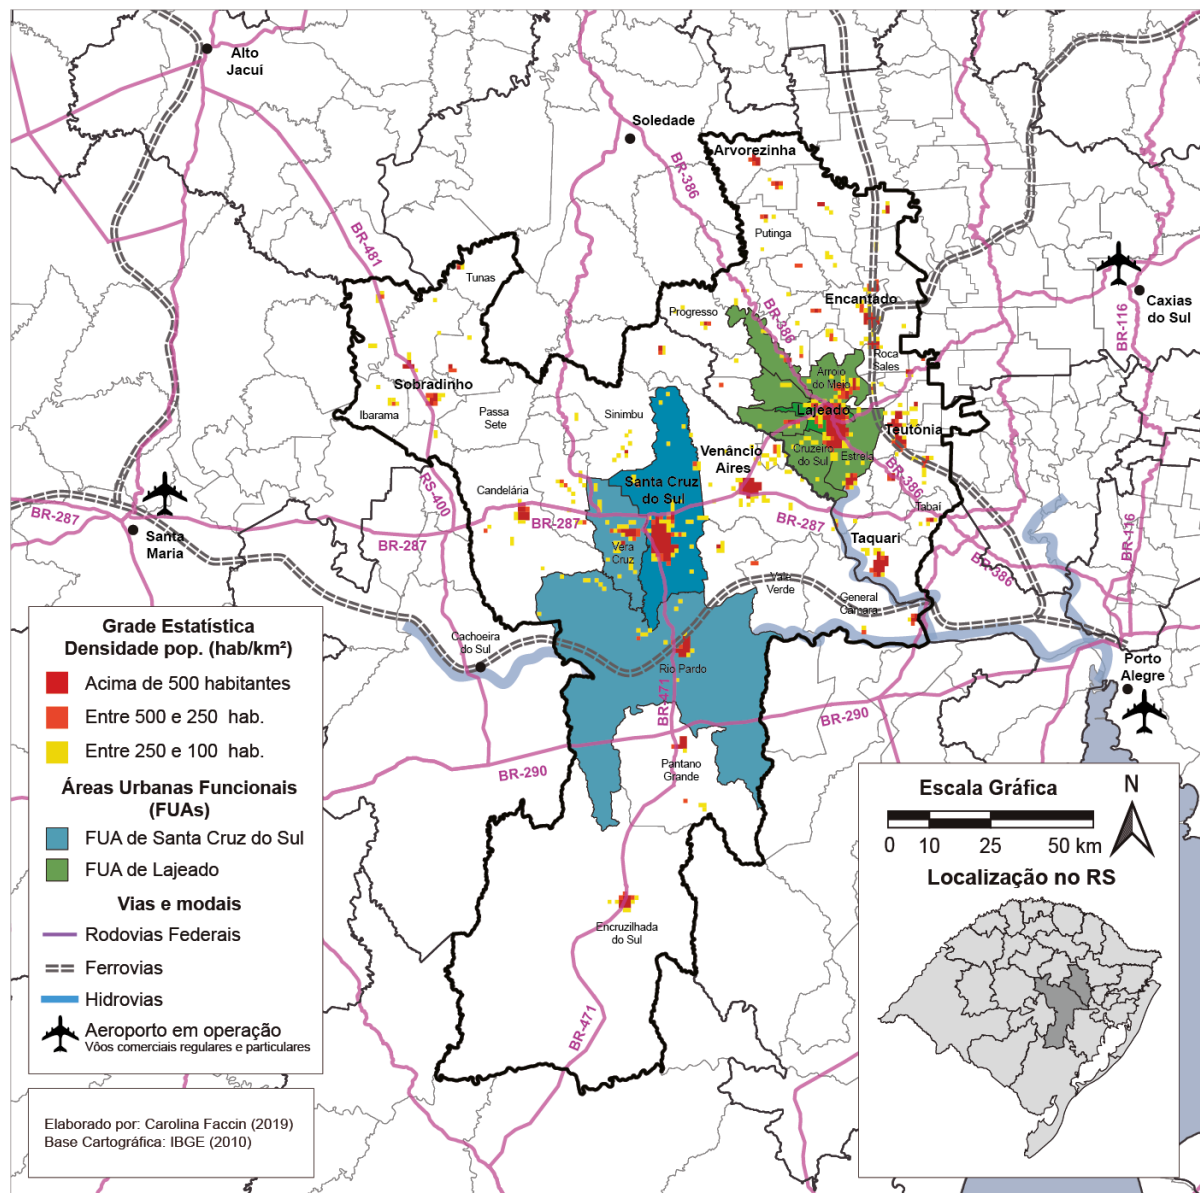 Alto
Jacuí
Soledade
Arvorezinha
BR-386
Putinga
BR-481
Tunas
Encantado
Caxias
do Sul
BR-116
Progresso
BR-386
Roca
Sales
Arroio
do Meio
Sobradinho
Ibarama
Passa
Sete
Sinimbu
Lajeado
Teutônia
Cruzeiro
do Sul
Estrela
Venâncio
Aires
BR-386
Santa Cruz
do Sul
Candelária
RS-400
BR-287
BR-287
BR-287
BR-287
Tabaí
Santa
Maria
Vera
Cruz
Taquari
BR-116
BR-386
Vale
Verde
General
Câmara
Cachoeira
do Sul
Rio Pardo
Porto
Alegre
BR-471
BR-290
BR-290
Pantano
Grande
Encruzilhada
do Sul
BR-471
Grade Estatística
Densidade pop. (hab/km²)
Acima de 500 habitantes
Entre 500 e 250 hab.
Entre 250 e 100 hab.
Áreas Urbanas Funcionais
(FUAs)
FUA de Santa Cruz do Sul
FUA de Lajeado
Vias e modais
Rodovias Federais
Ferrovias
Hidrovias
Aeroporto em operação
Vôos comerciais regulares e particulares
Elaborado por: Carolina Faccin (2019)
Base Cartográfica: IBGE (2010)
Escala Gráfica
N
0 10 25 50 km
Localização no RS